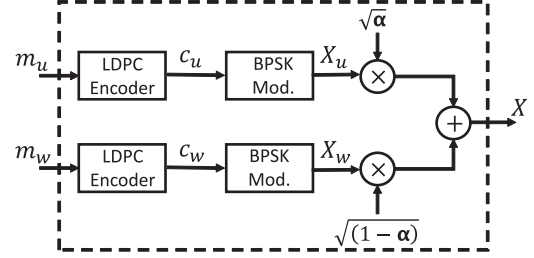 √α
m_u LDPC Encoder c_u BPSK Mod. X_u ×
+ X
m_w LDPC Encoder c_w BPSK Mod. X_w ×
√(1 − α)